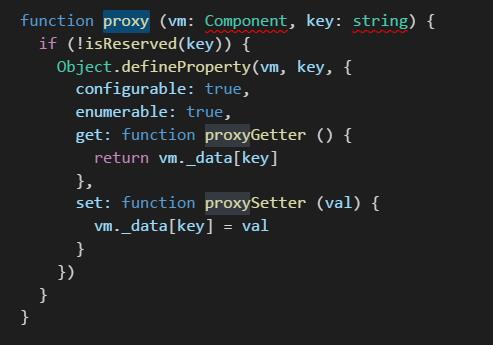 function proxy (vm: Component, key: string) {
  if (!isReserved(key)) {
    Object.defineProperty(vm, key, {
      configurable: true,
      enumerable: true,
      get: function proxyGetter () {
        return vm._data[key]
      },
      set: function proxySetter (val) {
        vm._data[key] = val
      }
    })
  }
}